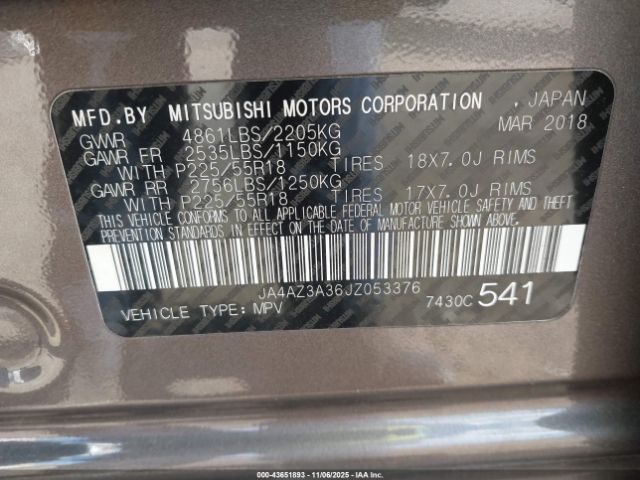 MFD.BY MITSUBISHI MOTORS CORPORATION . JAPAN
GWWR 4861LBS/2205KG MAR 2018
GAWR FR 2535LBS/1150KG
WITH P225/55R18 TIRES 18X7.0J RIMS
GAWR RR 2756LBS/1250KG
WITH P225/55R18 TIRES 17X7.0J RIMS
THIS VEHICLE CONFORMS TO ALL APPLICABLE FEDERAL MOTOR VEHICLE SAFETY AND THEFT
PREVENTION STANDARDS IN EFFECT ON THE DATE OF MANUFACTURE SHOWN ABOVE.
JA4AZ3A36JZ053376
VEHICLE TYPE: MPV 7430C 541
000-43651893 - 11/06/2025 - IAA Inc.